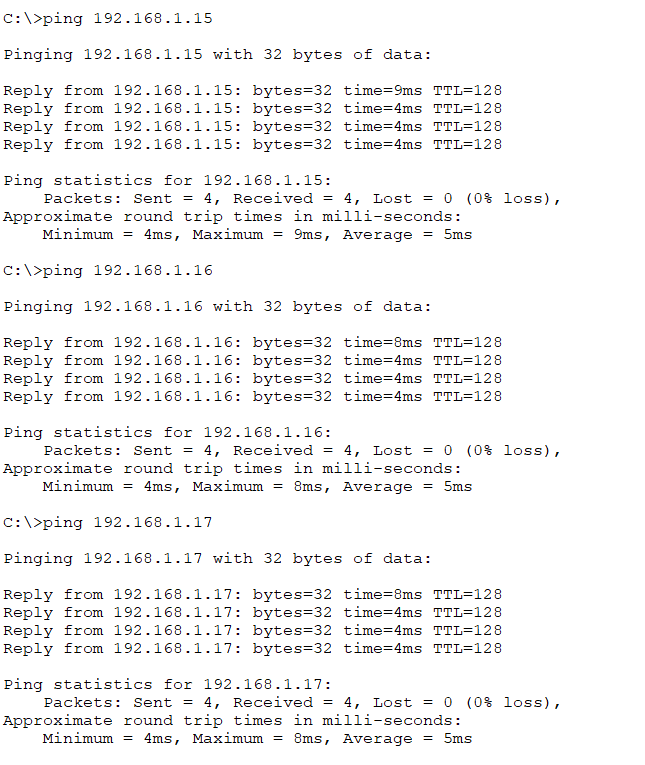 C:\>ping 192.168.1.15
Pinging 192.168.1.15 with 32 bytes of data:
Reply from 192.168.1.15: bytes=32 time=9ms TTL=128
Reply from 192.168.1.15: bytes=32 time=4ms TTL=128
Reply from 192.168.1.15: bytes=32 time=4ms TTL=128
Reply from 192.168.1.15: bytes=32 time=4ms TTL=128
Ping statistics for 192.168.1.15:
    Packets: Sent = 4, Received = 4, Lost = 0 (0% loss),
Approximate round trip times in milli-seconds:
    Minimum = 4ms, Maximum = 9ms, Average = 5ms
C:\>ping 192.168.1.16
Pinging 192.168.1.16 with 32 bytes of data:
Reply from 192.168.1.16: bytes=32 time=8ms TTL=128
Reply from 192.168.1.16: bytes=32 time=4ms TTL=128
Reply from 192.168.1.16: bytes=32 time=4ms TTL=128
Reply from 192.168.1.16: bytes=32 time=4ms TTL=128
Ping statistics for 192.168.1.16:
    Packets: Sent = 4, Received = 4, Lost = 0 (0% loss),
Approximate round trip times in milli-seconds:
    Minimum = 4ms, Maximum = 8ms, Average = 5ms
C:\>ping 192.168.1.17
Pinging 192.168.1.17 with 32 bytes of data:
Reply from 192.168.1.17: bytes=32 time=8ms TTL=128
Reply from 192.168.1.17: bytes=32 time=4ms TTL=128
Reply from 192.168.1.17: bytes=32 time=4ms TTL=128
Reply from 192.168.1.17: bytes=32 time=4ms TTL=128
Ping statistics for 192.168.1.17:
    Packets: Sent = 4, Received = 4, Lost = 0 (0% loss),
Approximate round trip times in milli-seconds:
    Minimum = 4ms, Maximum = 8ms, Average = 5ms